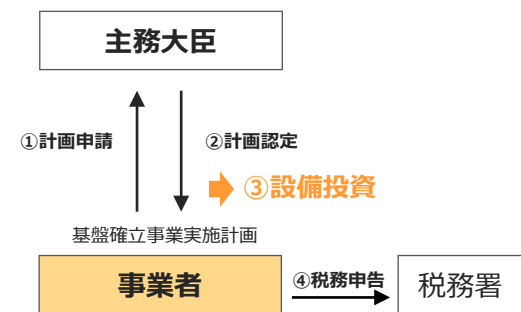 主務大臣
①計画申請
②計画認定
③設備投資
基盤確立事業実施計画
事業者
④税務申告
税務署